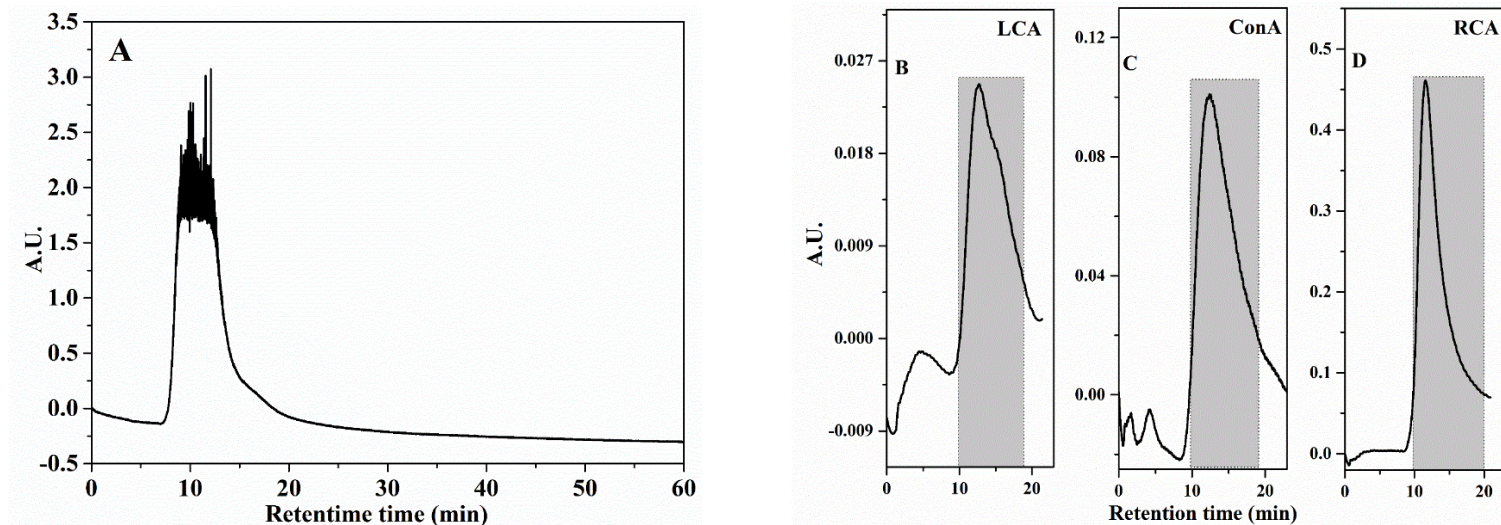 A
A.U.
3.5
3.0
2.5
2.0
1.5
1.0
0.5
0.0
-0.5
0 10 20 30 40 50 60
Retentime time (min)
LCA
B
A.U.
0.027
0.018
0.009
0.000
-0.009
0 10 20
ConA
C
0.12
0.08
0.04
0.00
0 10 20
RCA
D
0.5
0.4
0.3
0.2
0.1
0.0
0 10 20
Retention time (min)